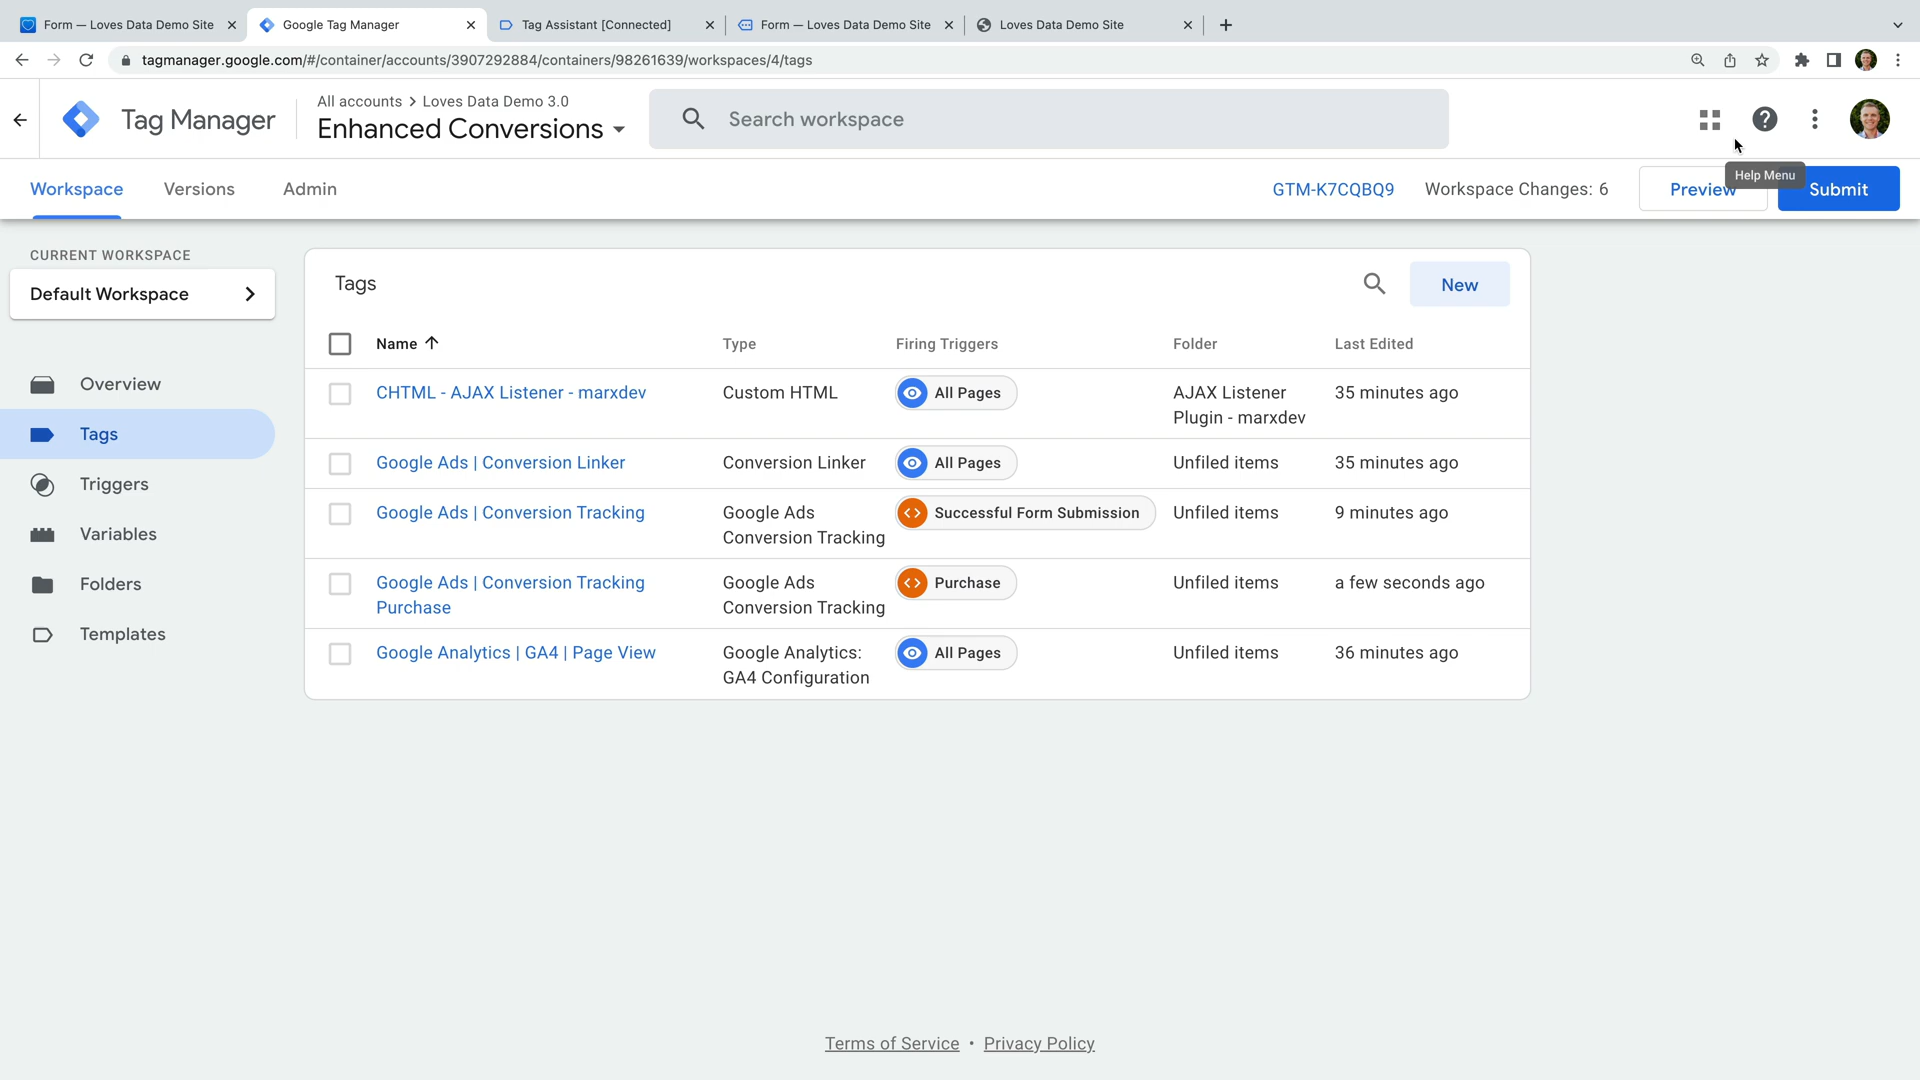 Form — Loves Data Demo Site
Google Tag Manager
Tag Assistant [Connected]
Form — Loves Data Demo Site
Loves Data Demo Site
tagmanager.google.com/#/container/accounts/3907292884/containers/98261639/workspaces/4/tags
Tag Manager
All accounts > Loves Data Demo 3.0
Enhanced Conversions
Search workspace
Help Menu
Workspace
Versions
Admin
GTM-K7CQBQ9
Workspace Changes: 6
Preview
Submit
CURRENT WORKSPACE
Default Workspace
Overview
Tags
Triggers
Variables
Folders
Templates
Tags
New
Name Type Firing Triggers Folder Last Edited
CHTML - AJAX Listener - marxdev Custom HTML All Pages AJAX Listener 35 minutes ago
Plugin - marxdev
Google Ads | Conversion Linker Conversion Linker All Pages Unfiled items 35 minutes ago
Google Ads | Conversion Tracking Google Ads Successful Form Submission Unfiled items 9 minutes ago
Conversion Tracking
Google Ads | Conversion Tracking Google Ads Purchase Unfiled items a few seconds ago
Purchase Conversion Tracking
Google Analytics | GA4 | Page View Google Analytics: All Pages Unfiled items 36 minutes ago
GA4 Configuration
Terms of Service • Privacy Policy